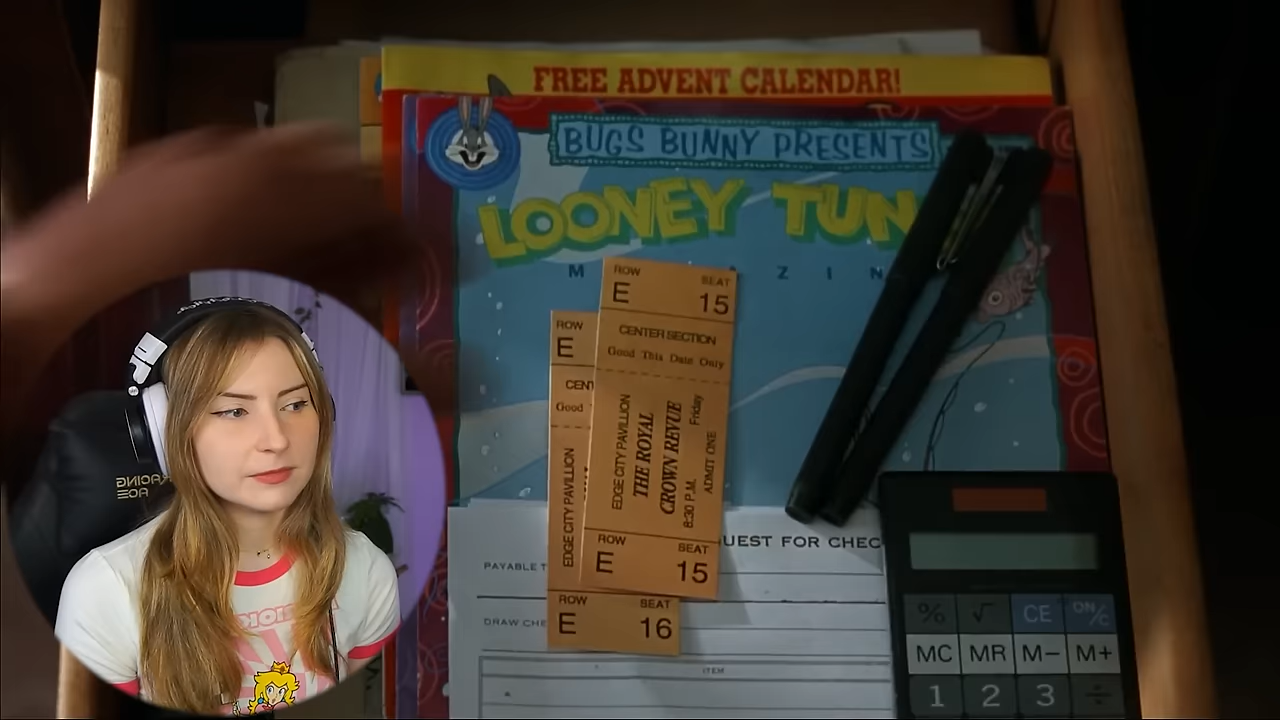 FREE ADVENT CALENDAR!
BUGS BUNNY PRESENTS
LOONEY TUN
M AZIN
ROW SEAT
E 15
CENTER SECTION
Good This Date Only
EDGE CITY PAVILLION
THE ROYAL
CROWN REVUE
8:30 P.M. Friday
ADMIT ONE
ROW SEAT
E 15
ROW
E
CEN
Good
EDGE CITY PAVILLION
ROW SEAT
E 16
UEST FOR CHEC
PAYABLE T
DRAW CHE
ITEM
% √ CE ON/C
MC MR M− M+
1 2 3 ÷